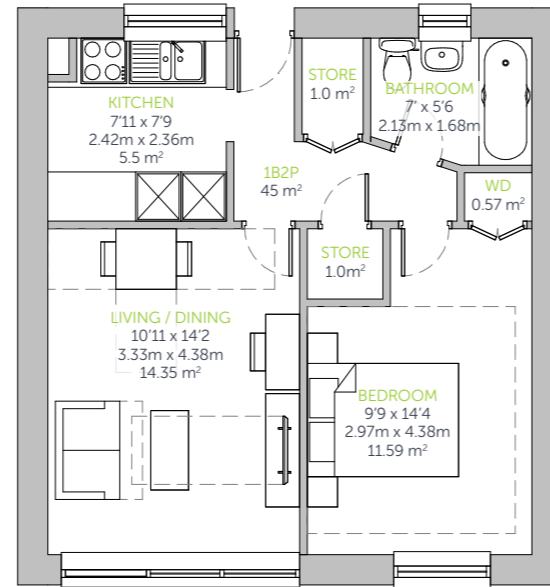 KITCHEN
7'11 x 7'9
2.42m x 2.36m
5.5 m²
STORE
1.0 m²
BATHROOM
7' x 5'6
2.13m x 1.68m
1B2P
45 m²
WD
0.57 m²
STORE
1.0m²
LIVING / DINING
10'11 x 14'2
3.33m x 4.38m
14.35 m²
BEDROOM
9'9 x 14'4
2.97m x 4.38m
11.59 m²